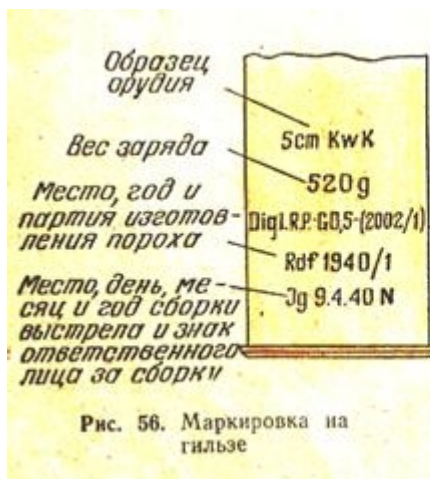 Образец
орудия
5cm KwK
Вес заряда
520g
Место, год и
партия изготов-
ления пороха
Digl.R.P.-G0,5-(2002/1)
Rdf 1940/1
Место, день, ме-
сяц и год сборки
выстрела и знак
ответственного
лица за сборки
Jg 9.4.40 N
Рис. 56. Маркировка на
гильзе